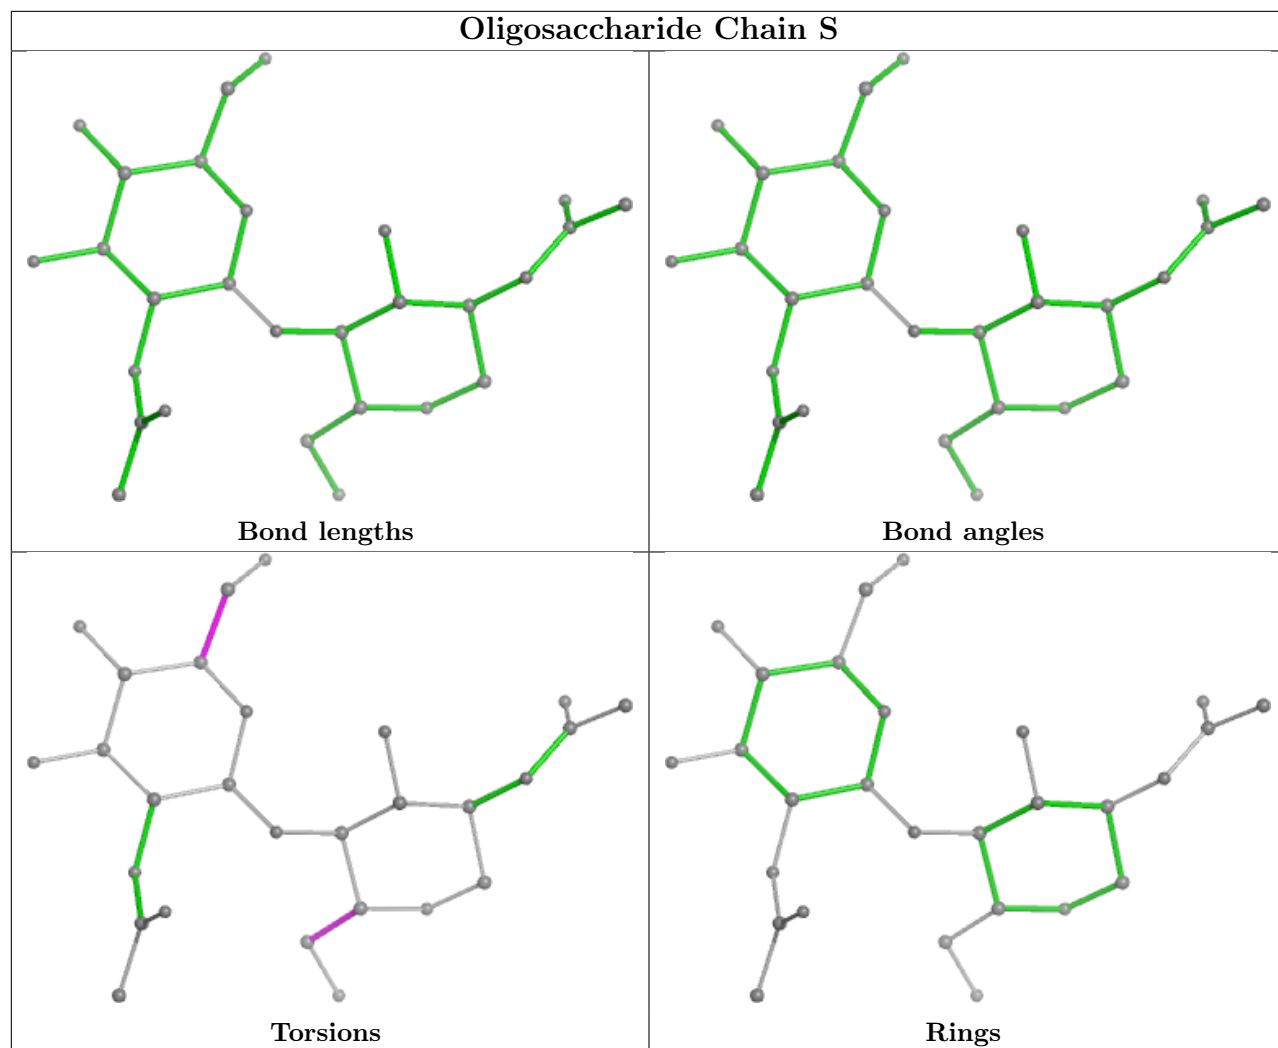 Oligosaccharide Chain S
Bond lengths
Bond angles
Torsions
Rings